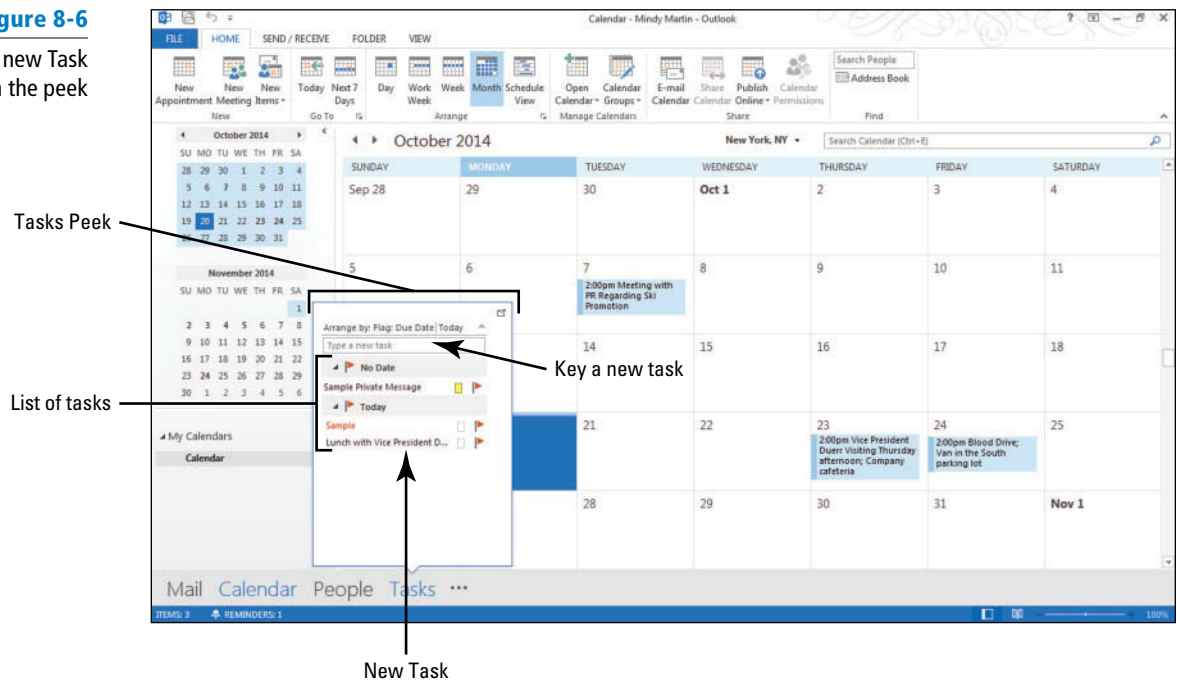 gure 8-6
new Task
the peek
Calendar - Mindy Martin - Outlook
FILE HOME SEND / RECEIVE FOLDER VIEW
New Appointment
New Meeting
New Items
Today
Next 7 Days
Day
Work Week
Week
Month
Schedule View
Open Calendar
Calendar Groups
E-mail Calendar
Share Calendar
Publish Online
Calendar Permissions
Search People
Address Book
New
Go To
Arrange
Manage Calendars
Share
Find
October 2014
SU MO TU WE TH FR SA
28 29 30 1 2 3 4
5 6 7 8 9 10 11
12 13 14 15 16 17 18
19 20 21 22 23 24 25
26 27 28 29 30 31
November 2014
SU MO TU WE TH FR SA
1
2 3 4 5 6 7 8
9 10 11 12 13 14 15
16 17 18 19 20 21 22
23 24 25 26 27 28 29
30 1 2 3 4 5 6
My Calendars
Calendar
October 2014
New York, NY
Search Calendar (Ctrl+E)
SUNDAY MONDAY TUESDAY WEDNESDAY THURSDAY FRIDAY SATURDAY
Sep 28 29 30 Oct 1 2 3 4
5 6 7 8 9 10 11
2:00pm Meeting with
PR Regarding Ski
Promotion
14 15 16 17 18
21 22 23 24 25
2:00pm Vice President
Duerr Visiting Thursday
afternoon; Company
cafeteria
2:00pm Blood Drive;
Van in the South
parking lot
28 29 30 31 Nov 1
Tasks Peek
Arrange by: Flag: Due Date Today
Type a new task
No Date
Sample Private Message
Today
Sample
Lunch with Vice President D...
Key a new task
List of tasks
Mail Calendar People Tasks ...
ITEMS: 3 REMINDERS: 1
100%
New Task